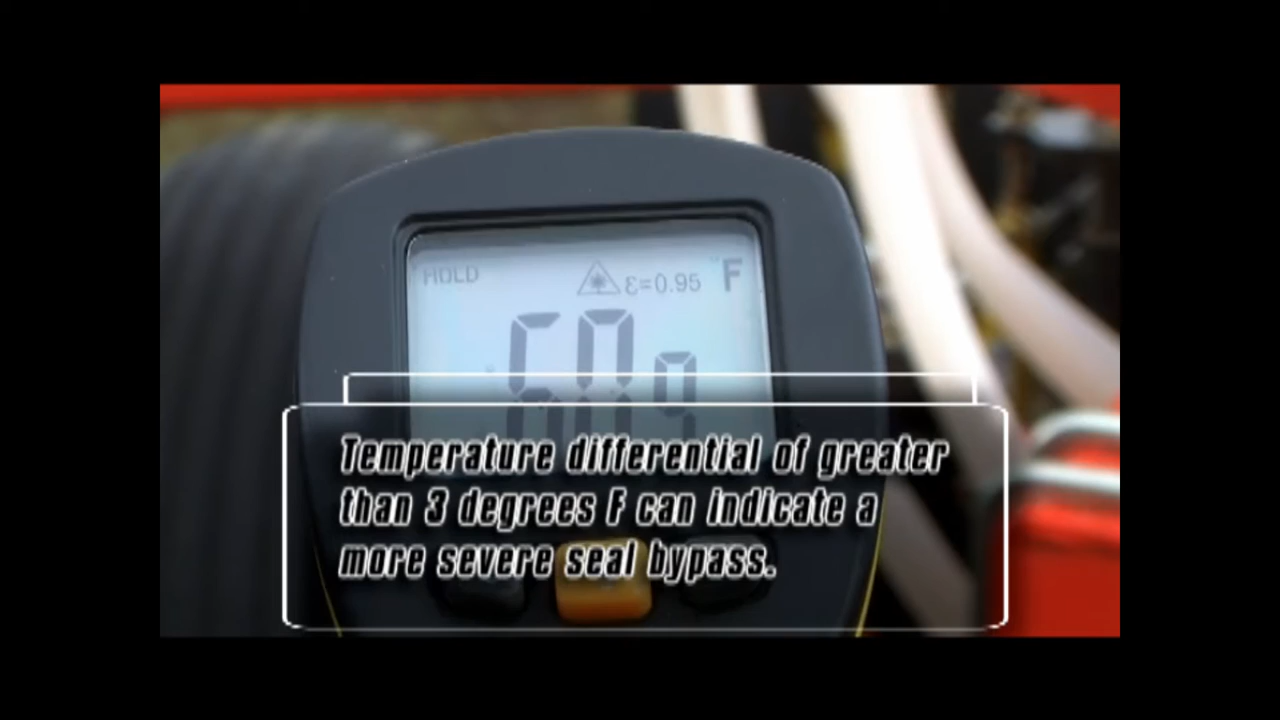 HOLD ε=0.95 °F
Temperature differential of greater
than 3 degrees F can indicate a
more severe seal bypass.